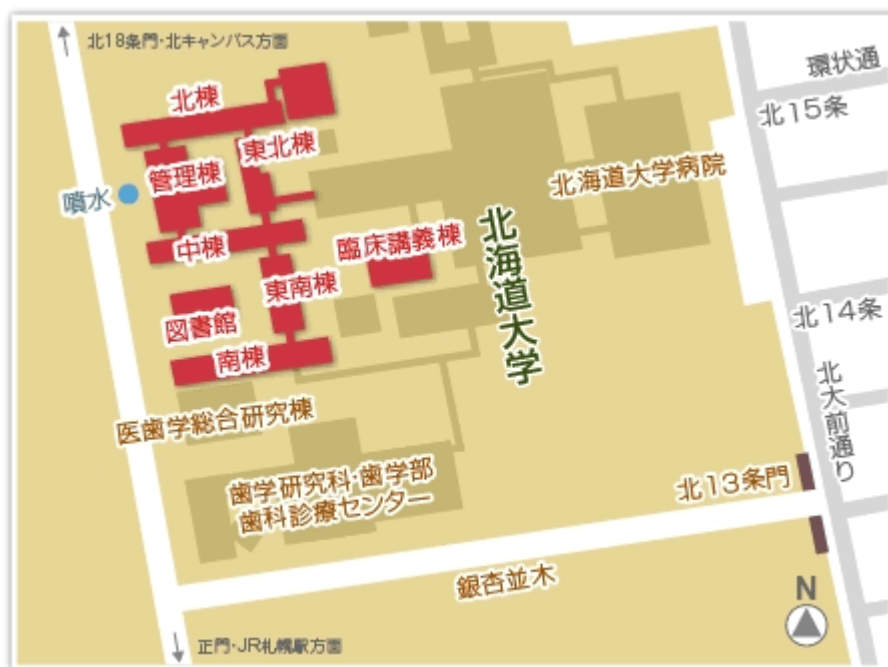 北18条門・北キャンパス方面
環状通
北15条
北棟
東北棟
管理棟
噴水
北海道大学病院
中棟
臨床講義棟
北海道大学
東南棟
図書館
南棟
北14条
北大前通り
医歯学総合研究棟
歯学研究科・歯学部
歯科診療センター
北13条門
銀杏並木
N
正門・JR札幌駅方面